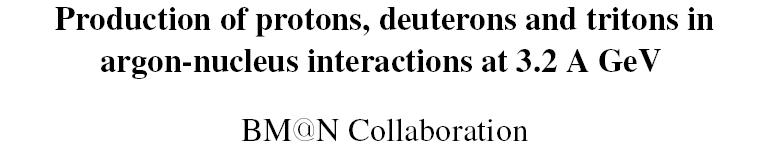 Production of protons, deuterons and tritons in
argon-nucleus interactions at 3.2 A GeV
BM@N Collaboration